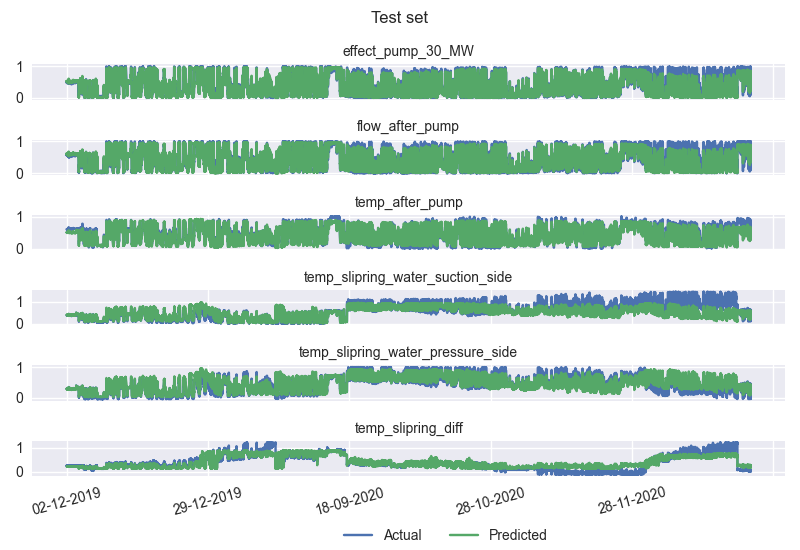 Test set
effect_pump_30_MW
1
0
flow_after_pump
1
0
temp_after_pump
1
0
temp_slipring_water_suction_side
1
0
temp_slipring_water_pressure_side
1
0
temp_slipring_diff
1
0
02-12-2019 29-12-2019 18-09-2020 28-10-2020 28-11-2020
Actual Predicted